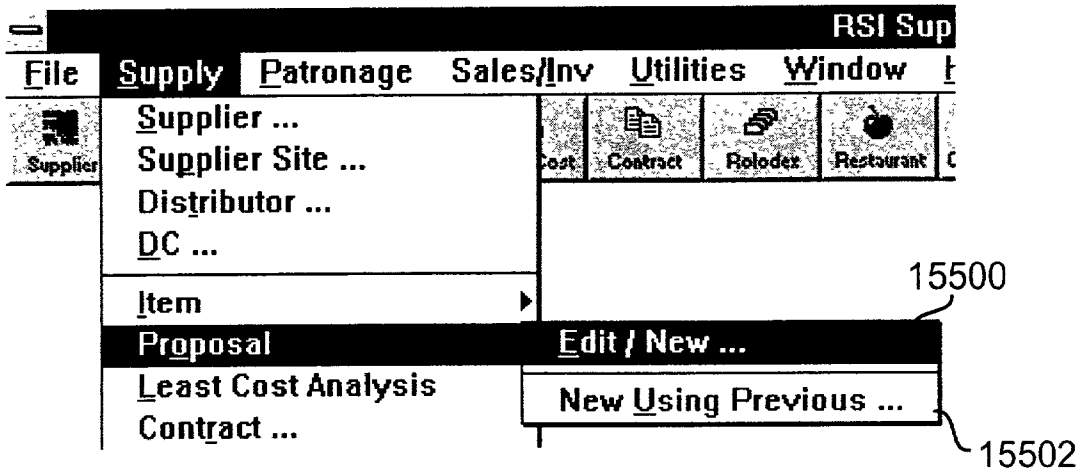 RSI Sup
File Supply Patronage Sales/Inv Utilities Window
Supplier Cost Contract Rolodex Restaurant
Supplier ...
Supplier Site ...
Distributor ...
DC ...
Item
Proposal
Least Cost Analysis
Contract ...
15500
Edit / New ...
New Using Previous ...
15502